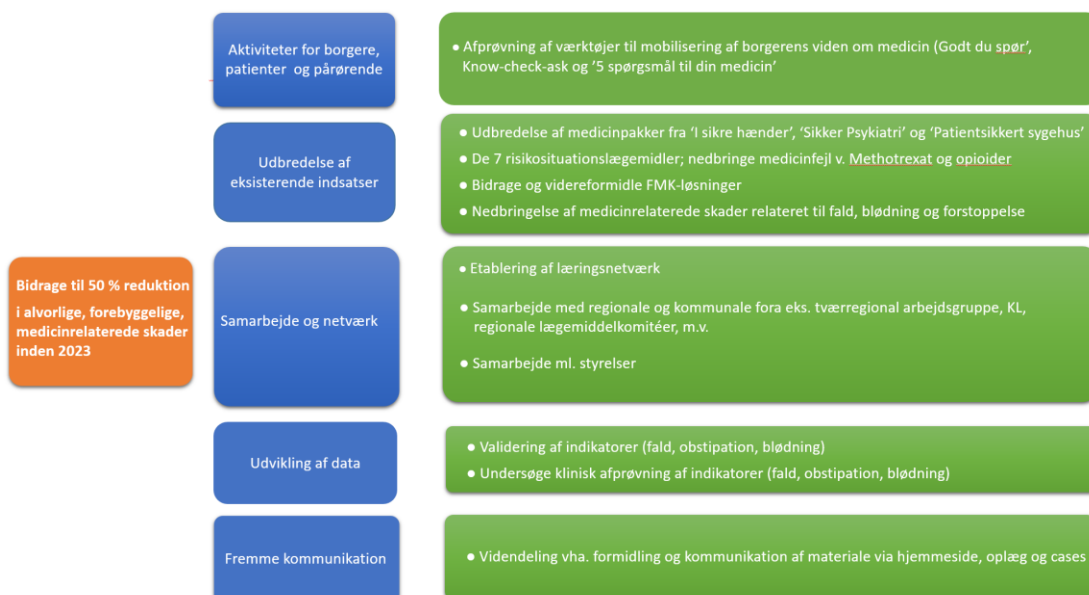 Aktiviteter for borgere,
patienter og pårørende
● Afprøvning af værktøjer til mobilisering af borgerens viden om medicin (Godt du spør’,
Know-check-ask og ’5 spørgsmål til din medicin’
Udbredelse af
eksisterende indsatser
● Udbredelse af medicinpakker fra ‘I sikre hænder’, ‘Sikker Psykiatri’ og ‘Patientsikkert sygehus’
● De 7 risikosituationslægemidler; nedbringe medicinfejl v. Methotrexat og opioider
● Bidrage og videreformidle FMK-løsninger
● Nedbringelse af medicinrelaterede skader relateret til fald, blødning og forstoppelse
Bidrage til 50 % reduktion
i alvorlige, forebyggelige,
medicinrelaterede skader
inden 2023
Samarbejde og netværk
● Etablering af læringsnetværk
● Samarbejde med regionale og kommunale fora eks. tværregional arbejdsgruppe, KL,
regionale lægemiddelkomitéer, m.v.
● Samarbejde ml. styrelser
Udvikling af data
● Validering af indikatorer (fald, obstipation, blødning)
● Undersøge klinisk afprøvning af indikatorer (fald, obstipation, blødning)
Fremme kommunikation
● Videndeling vha. formidling og kommunikation af materiale via hjemmeside, oplæg og cases